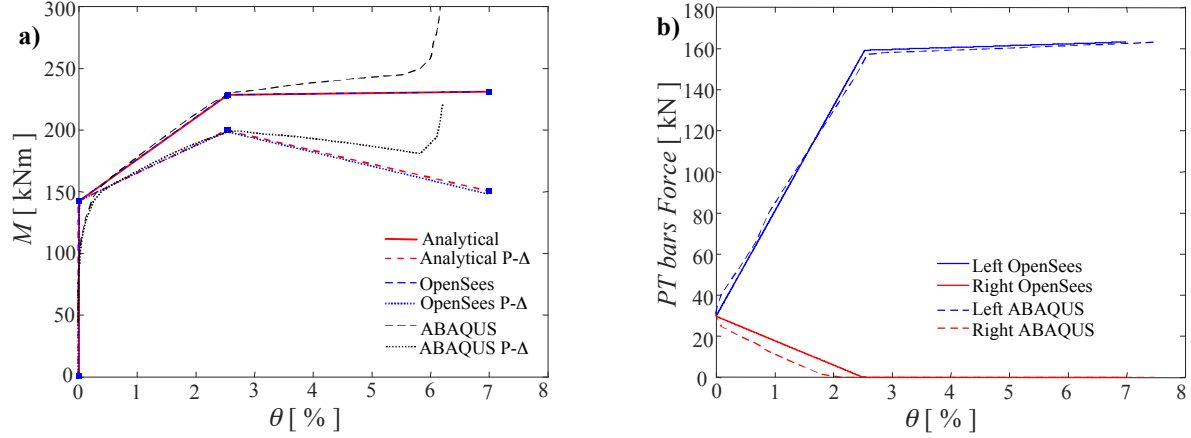 a)
300
250
200
150
100
50
0
M [ kNm ]
Analytical
Analytical P-Δ
OpenSees
OpenSees P-Δ
ABAQUS
ABAQUS P-Δ
0 1 2 3 4 5 6 7 8
θ [ % ]
b)
180
160
140
120
100
80
60
40
20
0
PT bars Force [ kN ]
Left OpenSees
Right OpenSees
Left ABAQUS
Right ABAQUS
0 1 2 3 4 5 6 7 8
θ [ % ]